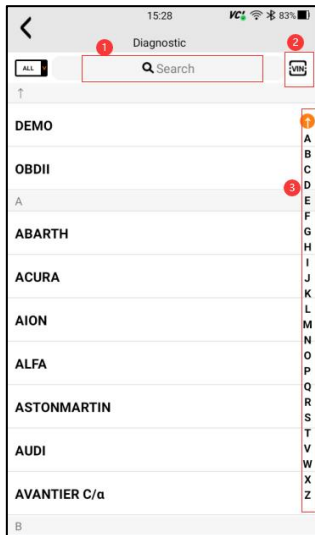 15:28 VC 83%
Diagnostic
1 2
ALL Search VIN
↑
DEMO
OBDII
3
A
ABARTH
ACURA
AION
ALFA
ASTONMARTIN
AUDI
AVANTIER C/α
B
↑
A
B
C
D
E
F
G
H
I
J
K
L
M
N
O
P
Q
R
S
T
V
W
X
Z